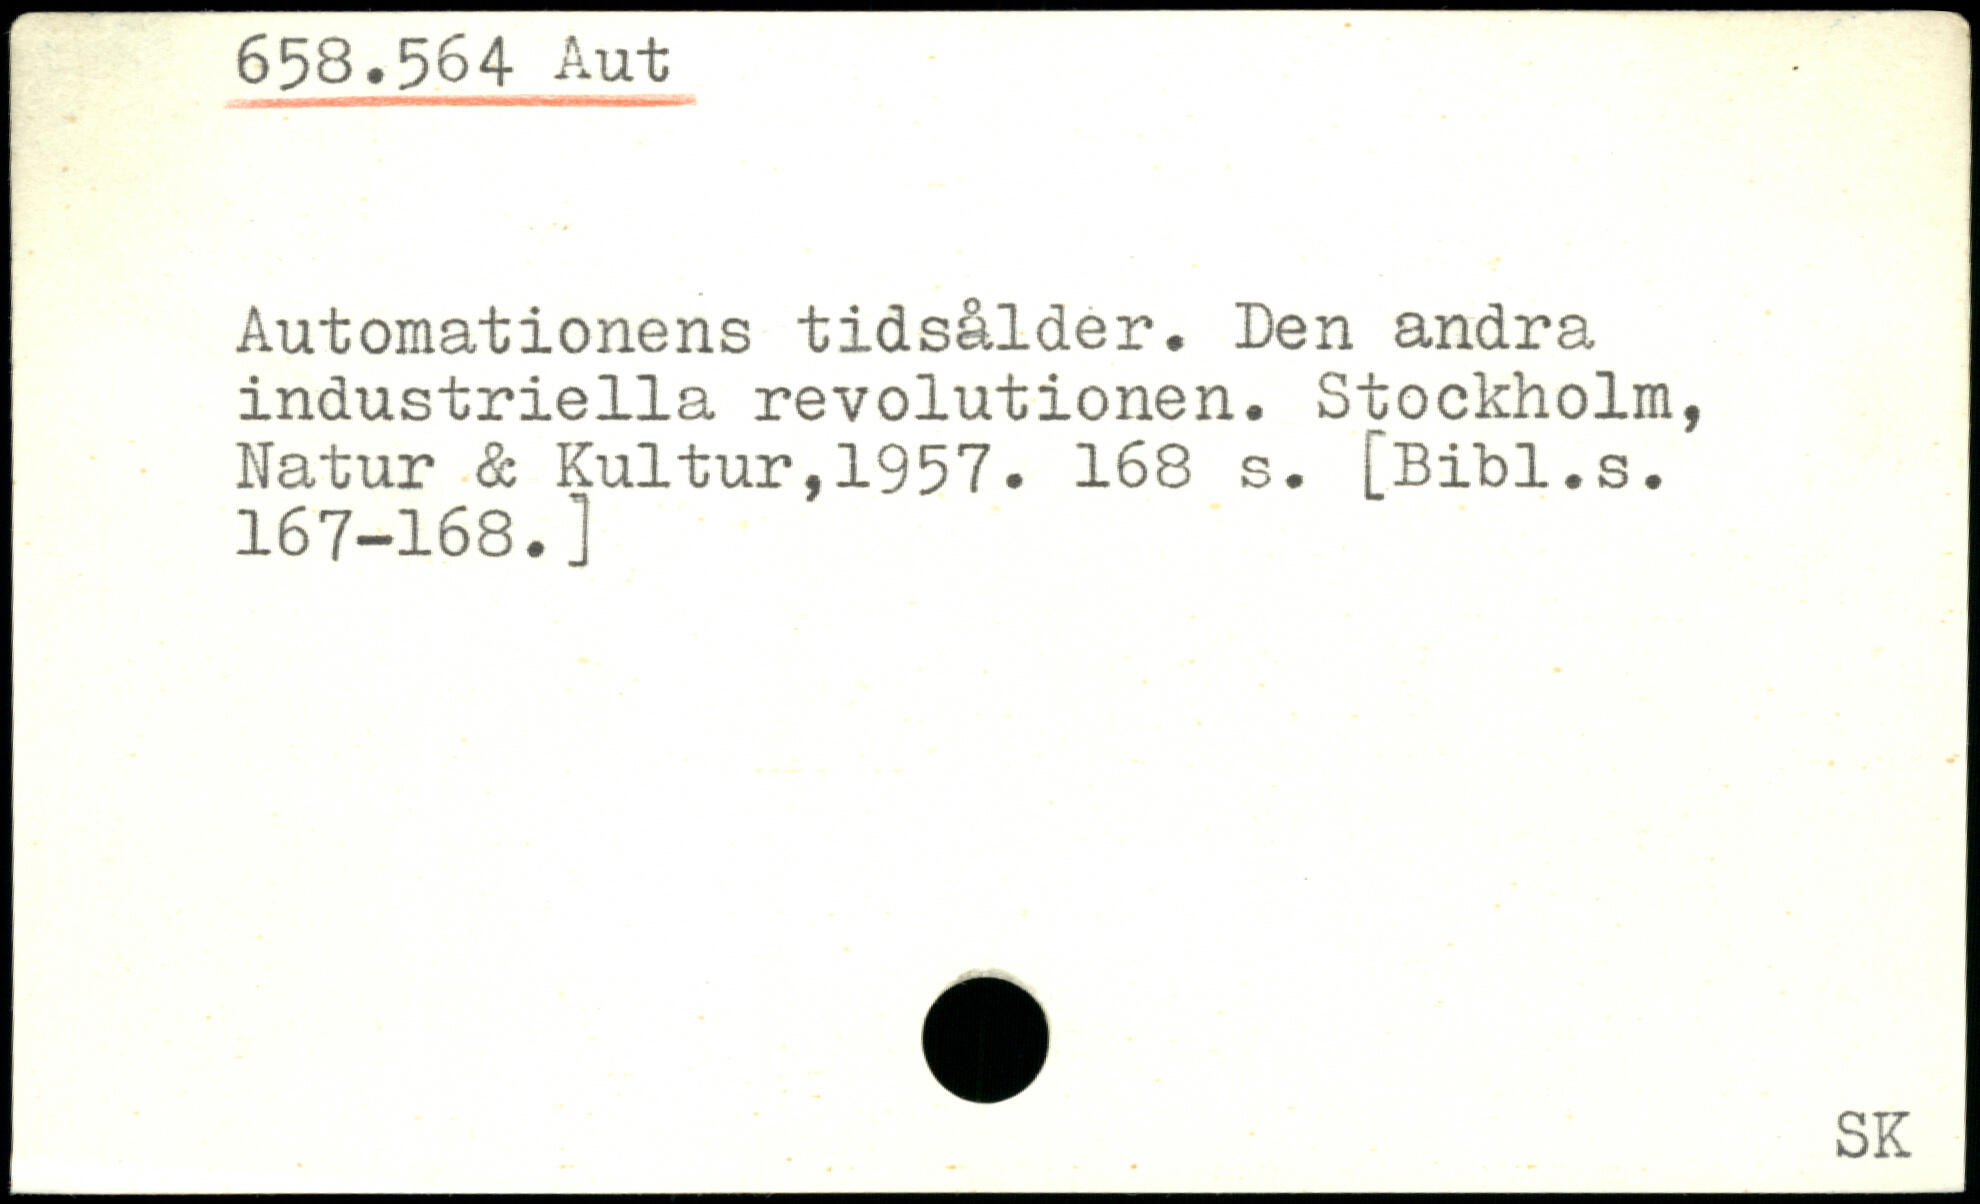 658.564 Aut
Automationens tidsålder. Den andra
industriella revolutionen. Stockholm,
Natur & Kultur,1957. 168 s. [Bibl.s.
167-168.]
SK